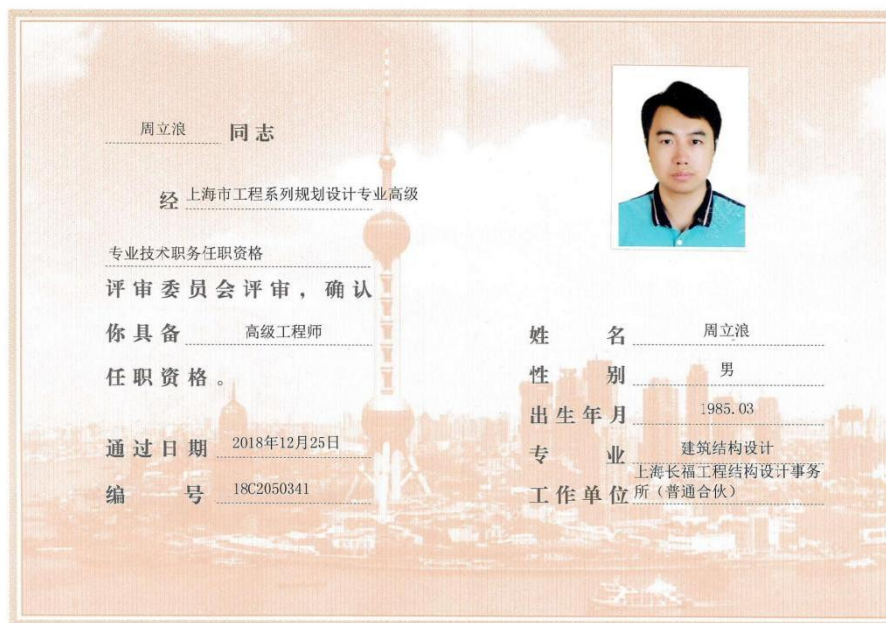 周立浪 同志
经 上海市工程系列规划设计专业高级
专业技术职务任职资格
评审委员会评审，确认
你具备 高级工程师
任职资格。
通过日期 2018年12月25日
编号 18C2050341
姓名 周立浪
性别 男
出生年月 1985.03
专业 建筑结构设计
工作单位 上海长福工程结构设计事务
所（普通合伙）